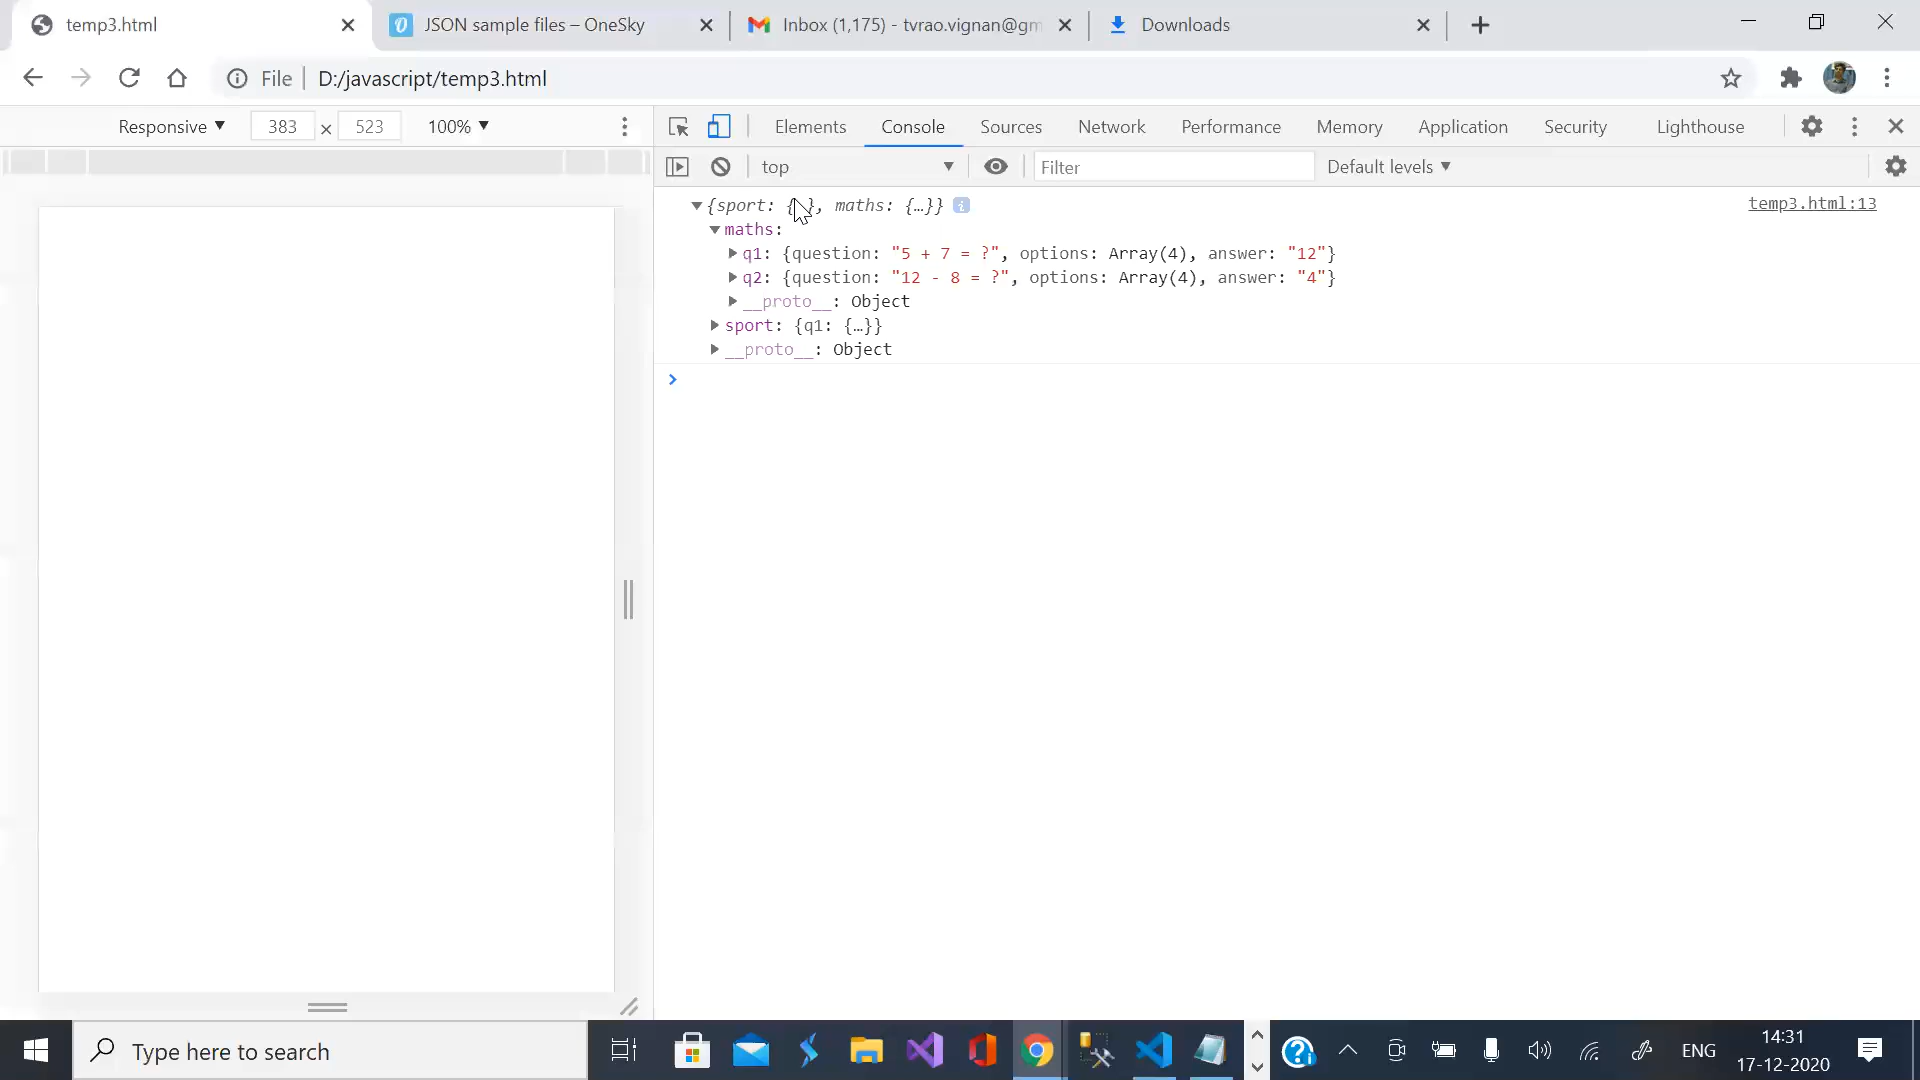 temp3.html
JSON sample files – OneSky
Inbox (1,175) - tvrao.vignan@gm
Downloads
File
D:/javascript/temp3.html
Responsive ▼ 383 × 523 100% ▼
Elements Console Sources Network Memory Performance Application Security Lighthouse
top ▼ Filter Default levels ▼
▼{sport: { }, maths: {…}} i temp3.html:13
▼maths:
▶q1: {question: "5 + 7 = ?", options: Array(4), answer: "12"}
▶q2: {question: "12 - 8 = ?", options: Array(4), answer: "4"}
▶__proto__: Object
▶sport: {q1: {…}}
▶__proto__: Object
Type here to search
ENG
14:31
17-12-2020